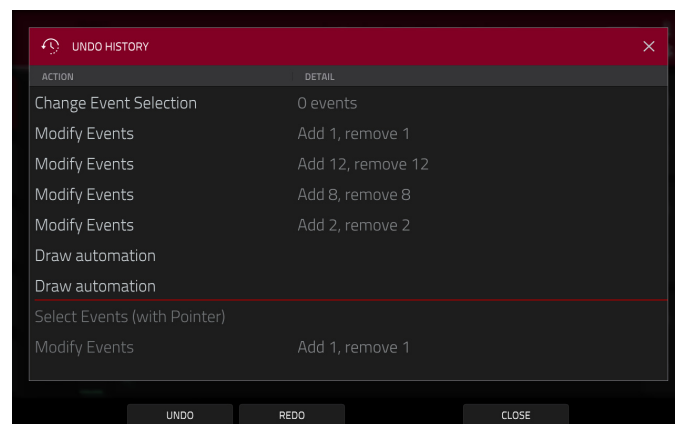 UNDO HISTORY
ACTION DETAIL
Change Event Selection 0 events
Modify Events Add 1, remove 1
Modify Events Add 12, remove 12
Modify Events Add 8, remove 8
Modify Events Add 2, remove 2
Draw automation
Draw automation
Select Events (with Pointer)
Modify Events Add 1, remove 1
UNDO REDO CLOSE